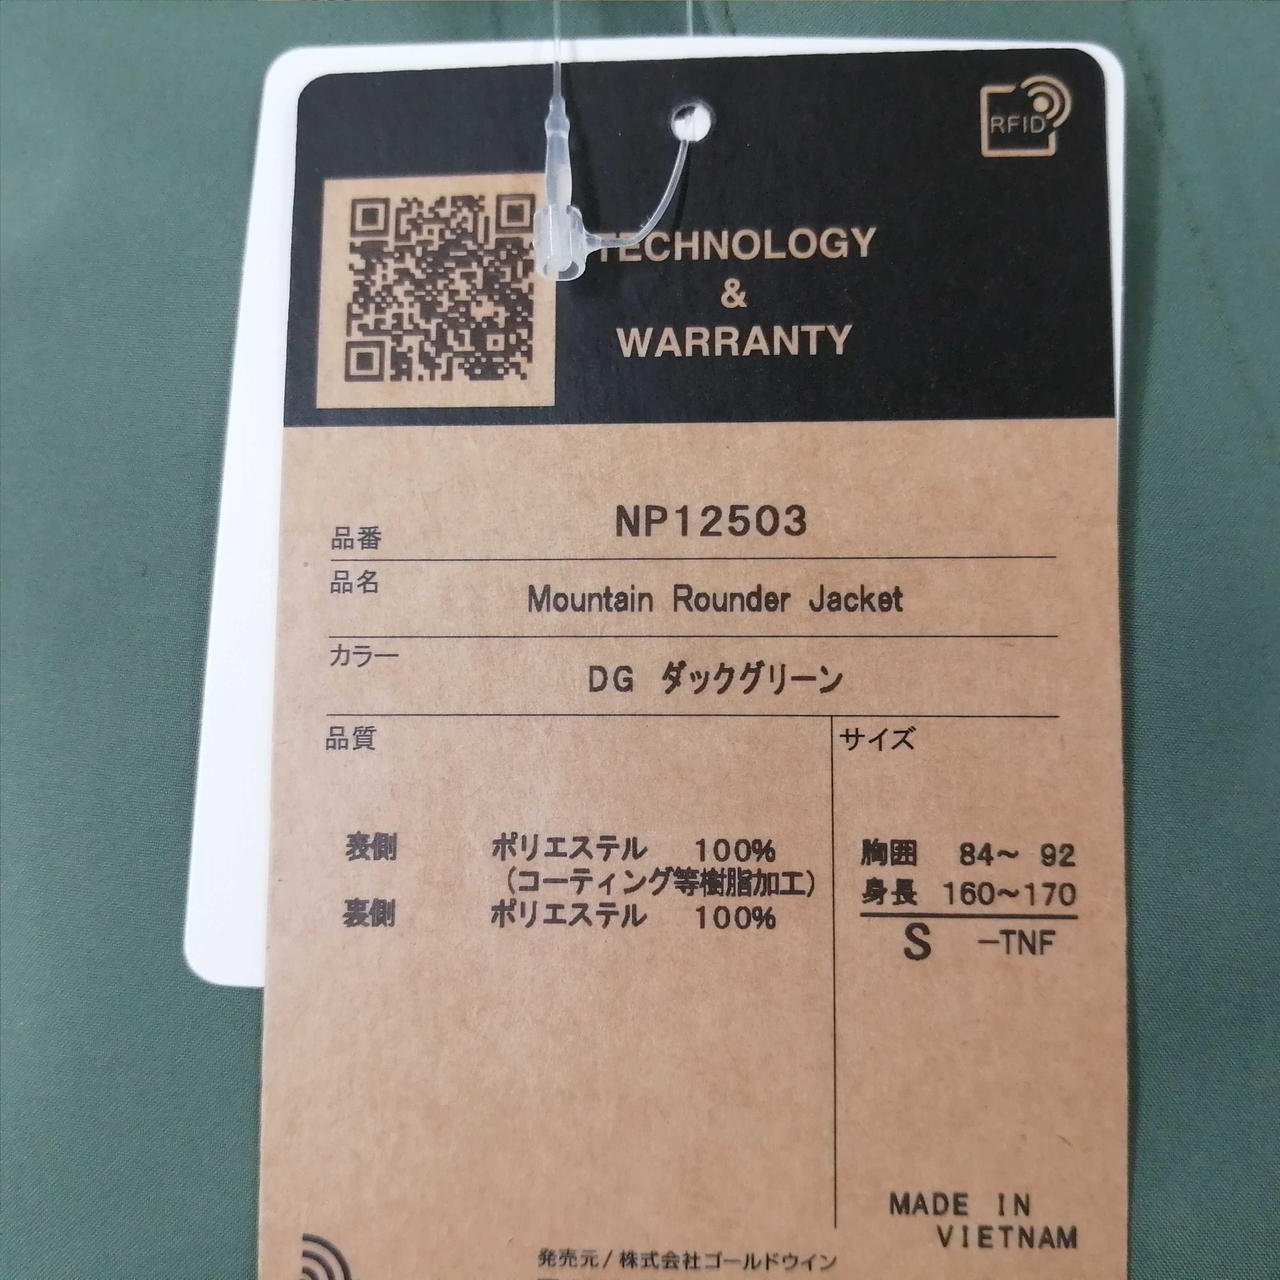 RFID
TECHNOLOGY
&
WARRANTY
品番 NP12503
品名 Mountain Rounder Jacket
カラー DG ダックグリーン
品質 サイズ
表側 ポリエステル 100%
(コーティング等樹脂加工)
裏側 ポリエステル 100%
胸囲 84～ 92
身長 160～170
S -TNF
MADE IN
VIETNAM
発売元/株式会社ゴールドウイン